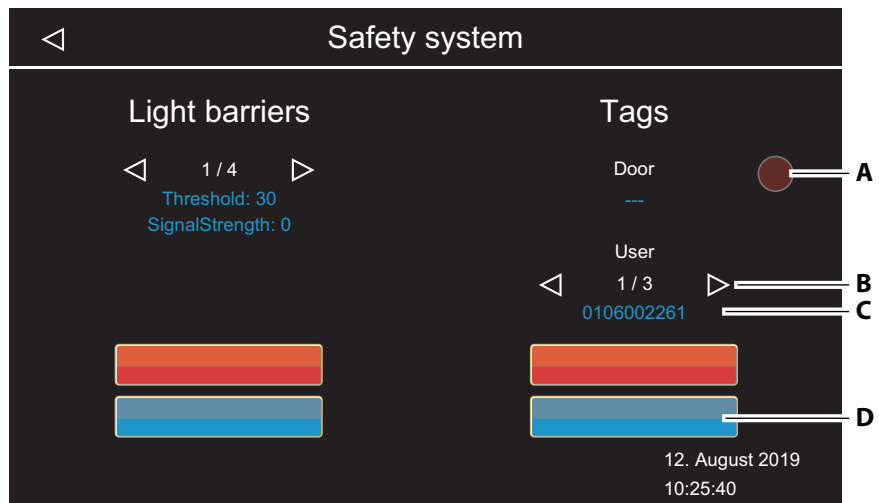 Safety system
Light barriers
1 / 4
Threshold: 30
SignalStrength: 0
Tags
Door
---
User
1 / 3
0106002261
A
B
C
D
12. August 2019
10:25:40